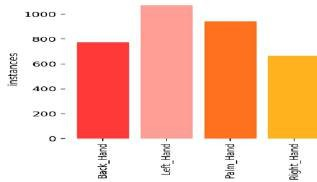 1000
800
600
400
200
0
instances
Back_Hand
Left_Hand
Palm_Hand
Right_Hand